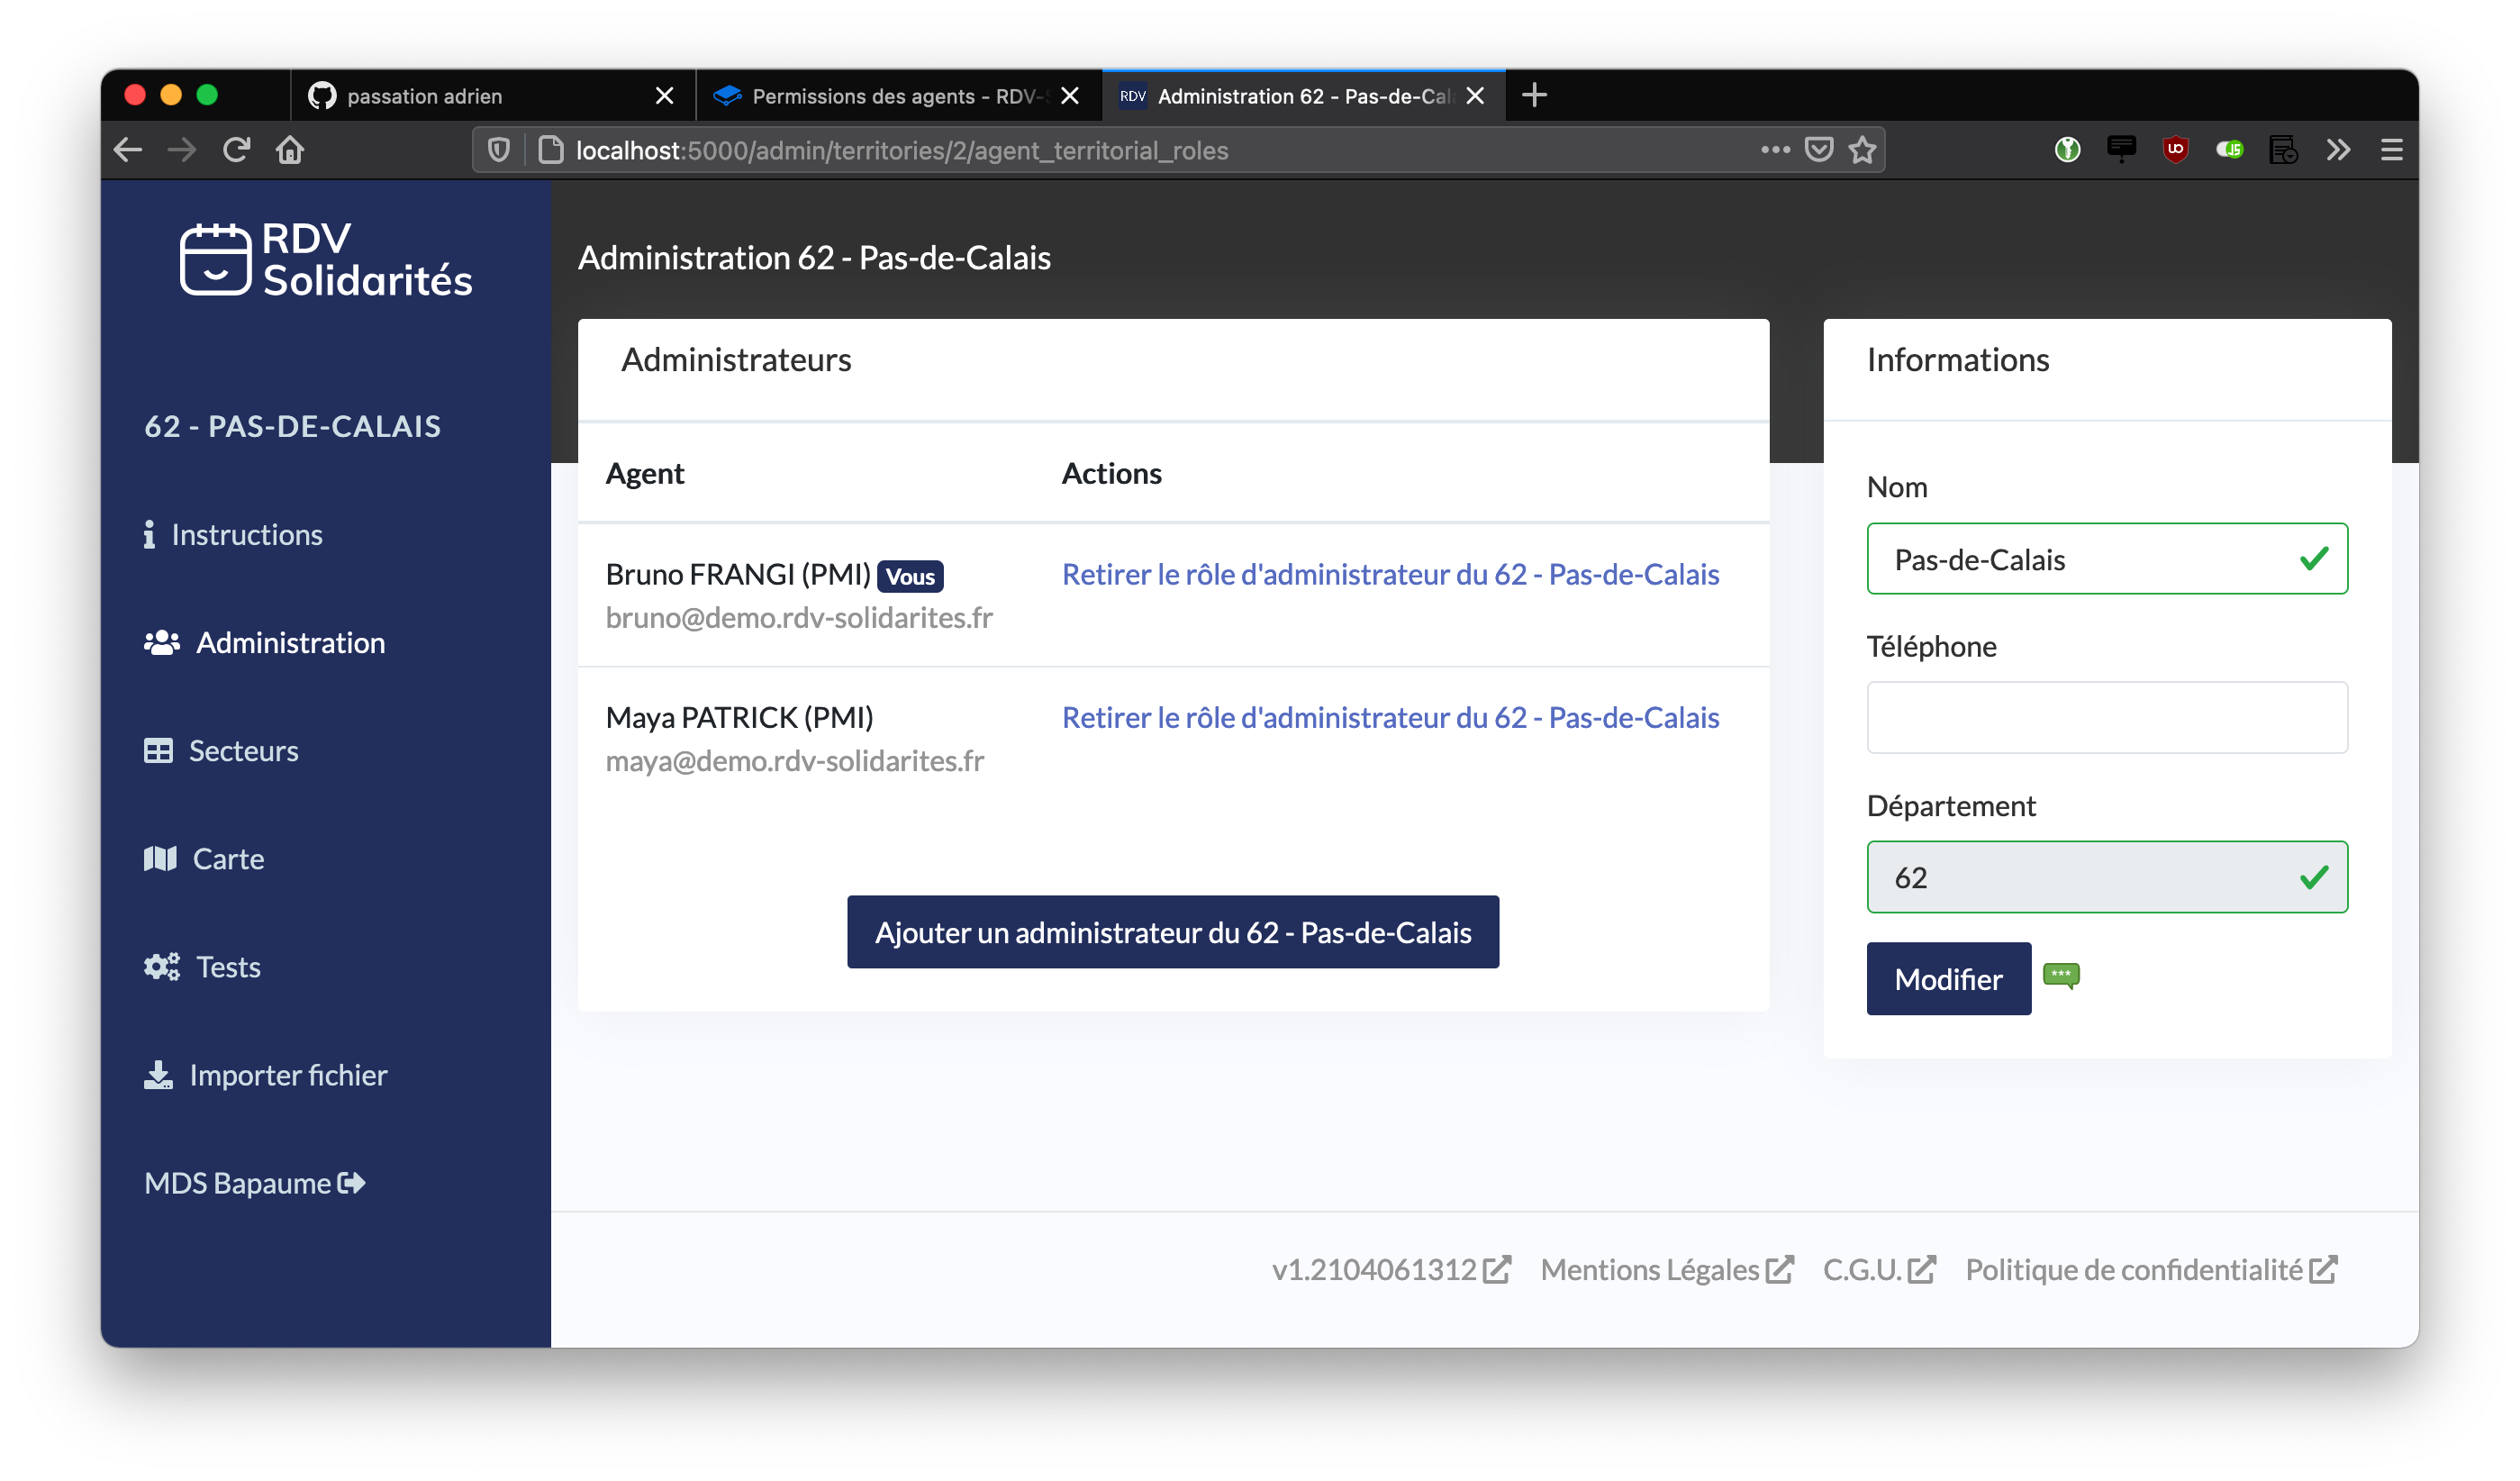 passation adrien
Permissions des agents - RDV-
RDV Administration 62 - Pas-de-Cal
localhost:5000/admin/territories/2/agent_territorial_roles
RDV
Solidarités
62 - PAS-DE-CALAIS
Instructions
Administration
Secteurs
Carte
Tests
Importer fichier
MDS Bapaume
Administration 62 - Pas-de-Calais
Administrateurs
Agent Actions
Bruno FRANGI (PMI) Vous Retirer le rôle d'administrateur du 62 - Pas-de-Calais
bruno@demo.rdv-solidarites.fr
Maya PATRICK (PMI) Retirer le rôle d'administrateur du 62 - Pas-de-Calais
maya@demo.rdv-solidarites.fr
Ajouter un administrateur du 62 - Pas-de-Calais
Informations
Nom
Pas-de-Calais
Téléphone
Département
62
Modifier
v1.2104061312 Mentions Légales C.G.U. Politique de confidentialité